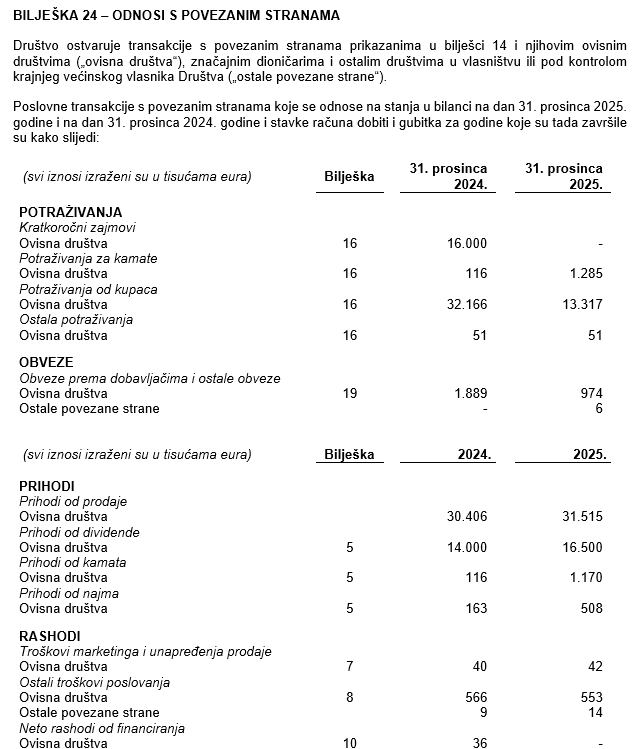 BILJEŠKA 24 – ODNOSI S POVEZANIM STRANAMA
Društvo ostvaruje transakcije s povezanim stranama prikazanima u bilješci 14 i njihovim ovisnim
društvima („ovisna društva“), značajnim dioničarima i ostalim društvima u vlasništvu ili pod kontrolom
krajnjeg većinskog vlasnika Društva („ostale povezane strane“).
Poslovne transakcije s povezanim stranama koje se odnose na stanja u bilanci na dan 31. prosinca 2025.
godine i na dan 31. prosinca 2024. godine i stavke računa dobiti i gubitka za godine koje su tada završile
su kako slijedi:
(svi iznosi izraženi su u tisućama eura) Bilješka 31. prosinca 2024. 31. prosinca 2025.
POTRAŽIVANJA
Kratkoročni zajmovi
Ovisna društva 16 16.000 -
Potraživanja za kamate
Ovisna društva 16 116 1.285
Potraživanja od kupaca
Ovisna društva 16 32.166 13.317
Ostala potraživanja
Ovisna društva 16 51 51
OBVEZE
Obveze prema dobavljačima i ostale obveze
Ovisna društva 19 1.889 974
Ostale povezane strane - 6
(svi iznosi izraženi su u tisućama eura) Bilješka 2024. 2025.
PRIHODI
Prihodi od prodaje
Ovisna društva 30.406 31.515
Prihodi od dividende
Ovisna društva 5 14.000 16.500
Prihodi od kamata
Ovisna društva 5 116 1.170
Prihodi od najma
Ovisna društva 5 163 508
RASHODI
Troškovi marketinga i unapređenja prodaje
Ovisna društva 7 40 42
Ostali troškovi poslovanja
Ovisna društva 8 566 553
Ostale povezane strane 9 14
Neto rashodi od financiranja
Ovisna društva 10 36 -